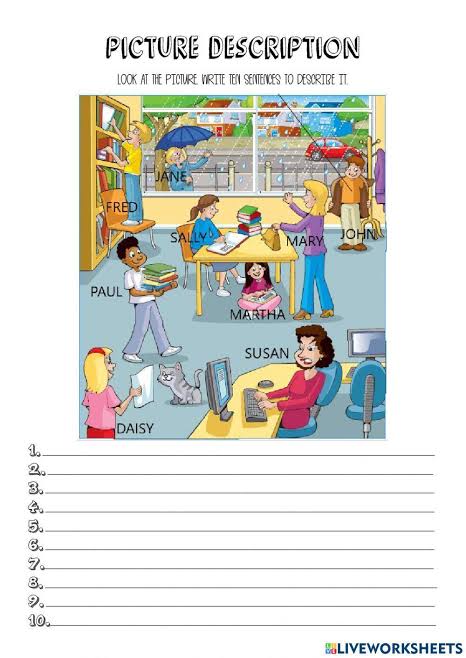 PICTURE DESCRIPTION
LOOK AT THE PICTURE. WRITE TEN SENTENCES TO DESCRIBE IT.
JANE
FRED
SALLY
MARY
JOHN
PAUL
MARTHA
SUSAN
DAISY
1.
2.
3.
4.
5.
6.
7.
8.
9.
10.
LIVEWORKSHEETS